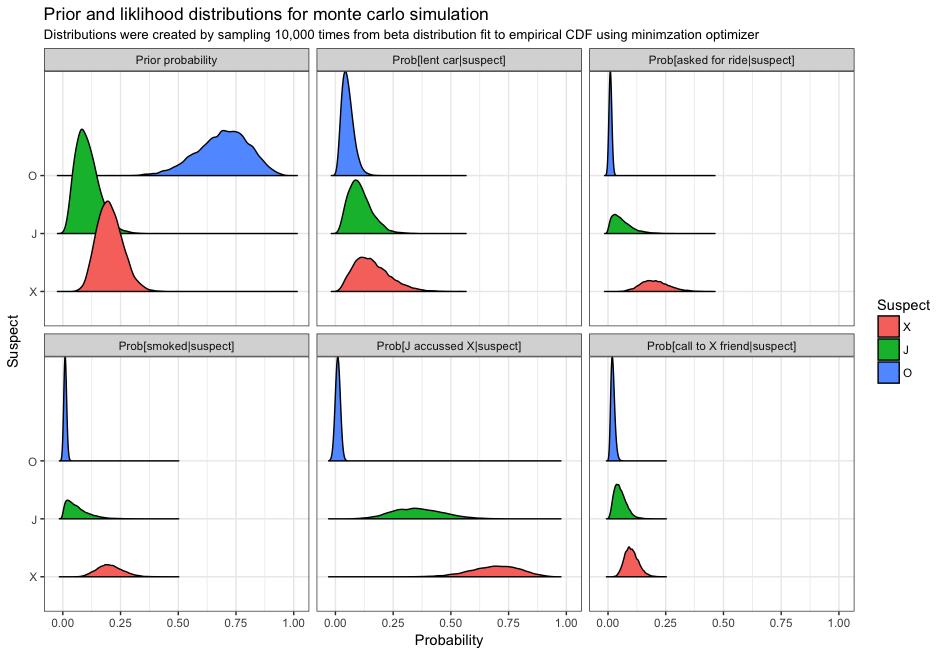 Prior and liklihood distributions for monte carlo simulation
Distributions were created by sampling 10,000 times from beta distribution fit to empirical CDF using minimzation optimizer
Prior probability
Prob[lent car|suspect]
Prob[asked for ride|suspect]
O
J
X
Prob[smoked|suspect]
Prob[J accussed X|suspect]
Prob[call to X friend|suspect]
O
J
X
0.00 0.25 0.50 0.75 1.00
0.00 0.25 0.50 0.75 1.00
0.00 0.25 0.50 0.75 1.00
Probability
Suspect
Suspect
X
J
O